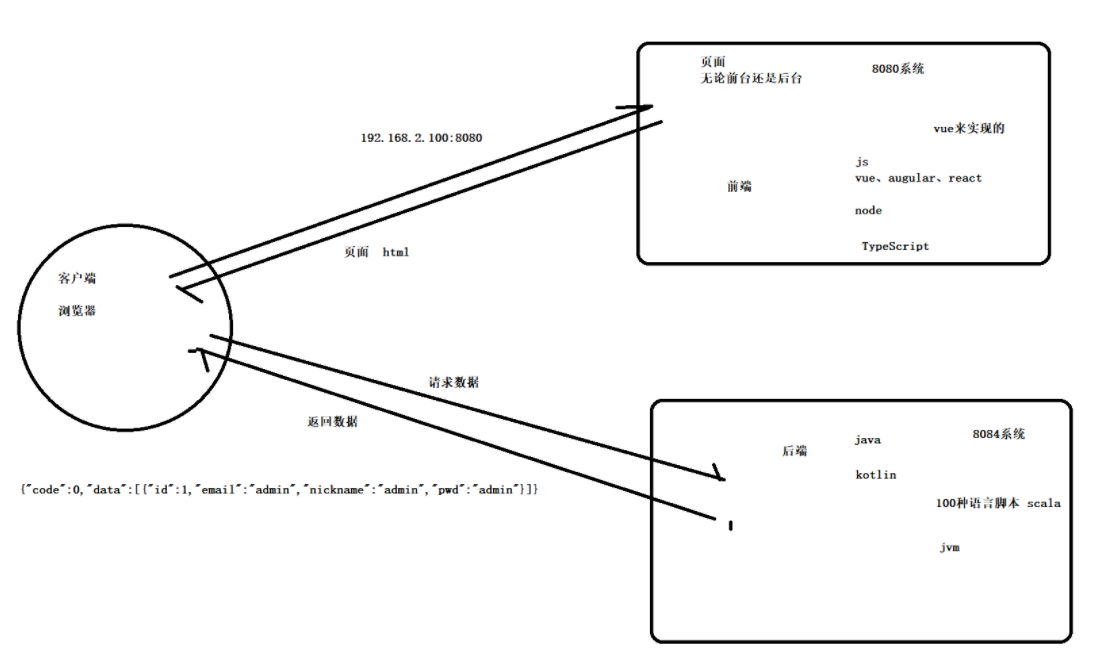 页面
无论前台还是后台
8080系统
192.168.2.100:8080
vue来实现的
js
vue、augular、react
前端
node
TypeScript
页面 html
客户端
浏览器
请求数据
返回数据
java
8084系统
后端
kotlin
{"code":0,"data":[{"id":1,"email":"admin","nickname":"admin","pwd":"admin"}]}
100种语言脚本 scala
jvm